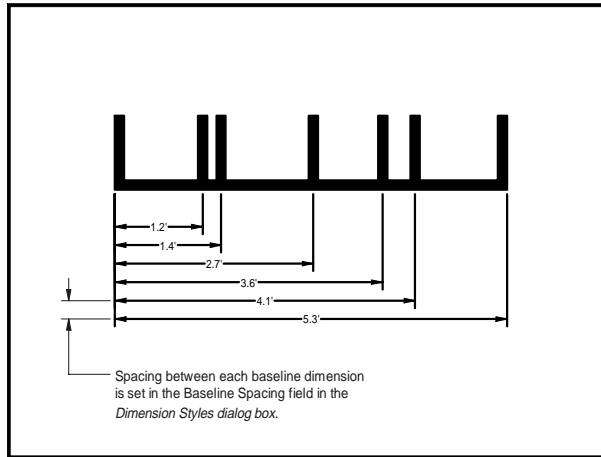 1.2'
1.4'
2.7'
3.6'
4.1'
5.3'
Spacing between each baseline dimension
is set in the Baseline Spacing field in the
Dimension Styles dialog box.